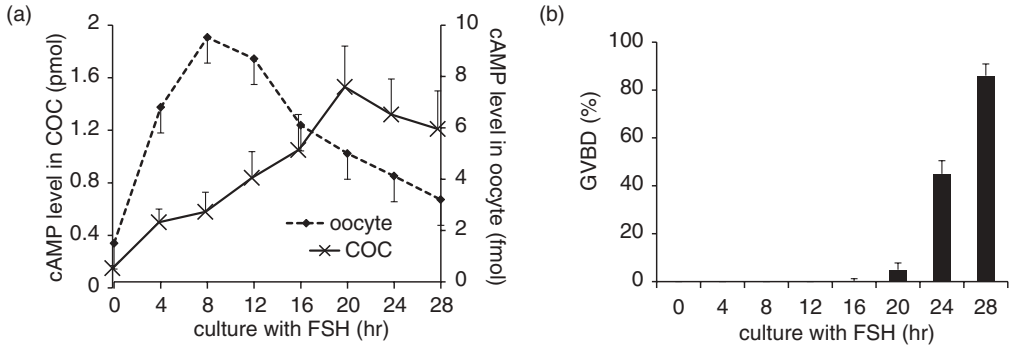 (a)
2
1.6
1.2
0.8
0.4
0
cAMP level in COC (pmol)
10
8
6
4
2
0
cAMP level in oocyte (fmol)
oocyte
COC
0 4 8 12 16 20 24 28
culture with FSH (hr)
(b)
100
80
60
40
20
0
GVBD (%)
0 4 8 12 16 20 24 28
culture with FSH (hr)